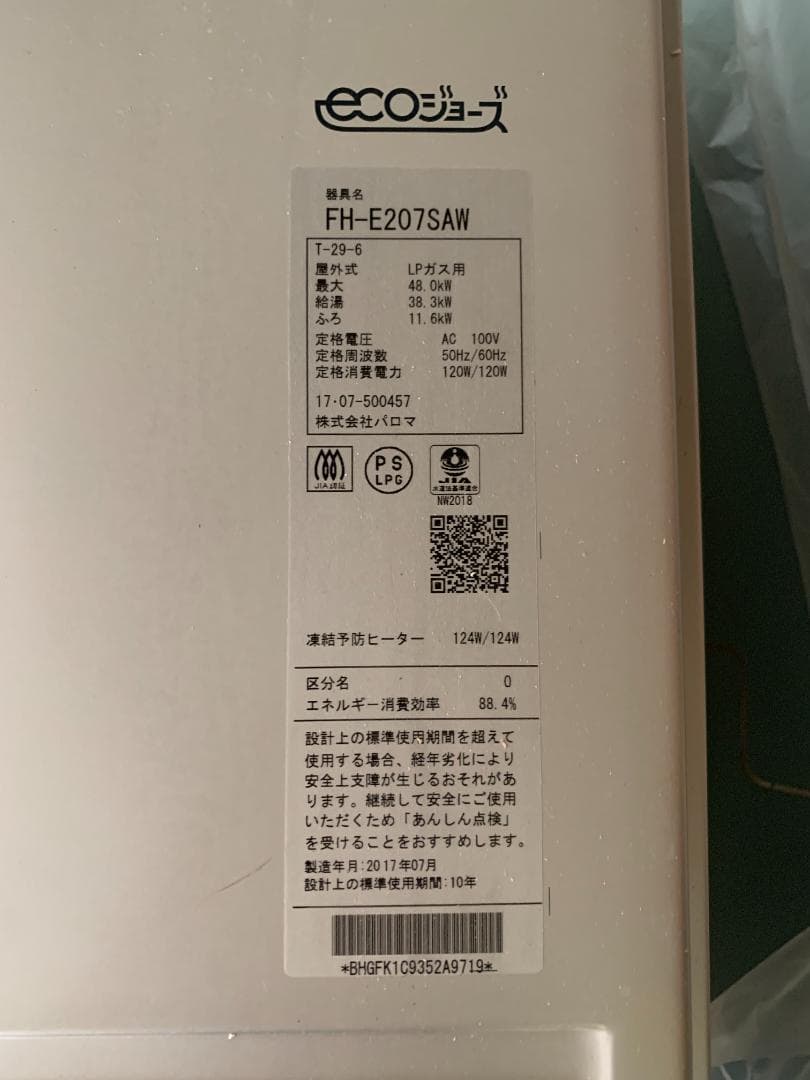 ecoジョーズ
器具名
FH-E207SAW
T-29-6
屋外式 LPガス用
最大 48.0kW
給湯 38.3kW
ふろ 11.6kW
定格電圧 AC 100V
定格周波数 50Hz/60Hz
定格消費電力 120W/120W
17・07-500457
株式会社パロマ
JIA認証
PS
LPG
JIA
水道法基準適合
NW2018
凍結予防ヒーター 124W/124W
区分名 0
エネルギー消費効率 88.4%
設計上の標準使用期間を超えて
使用する場合、経年劣化により
安全上支障が生じるおそれがあ
ります。継続して安全にご使用
いただくため「あんしん点検」
を受けることをおすすめします。
製造年月:2017年07月
設計上の標準使用期間:10年
*BHGFK1C9352A9719*